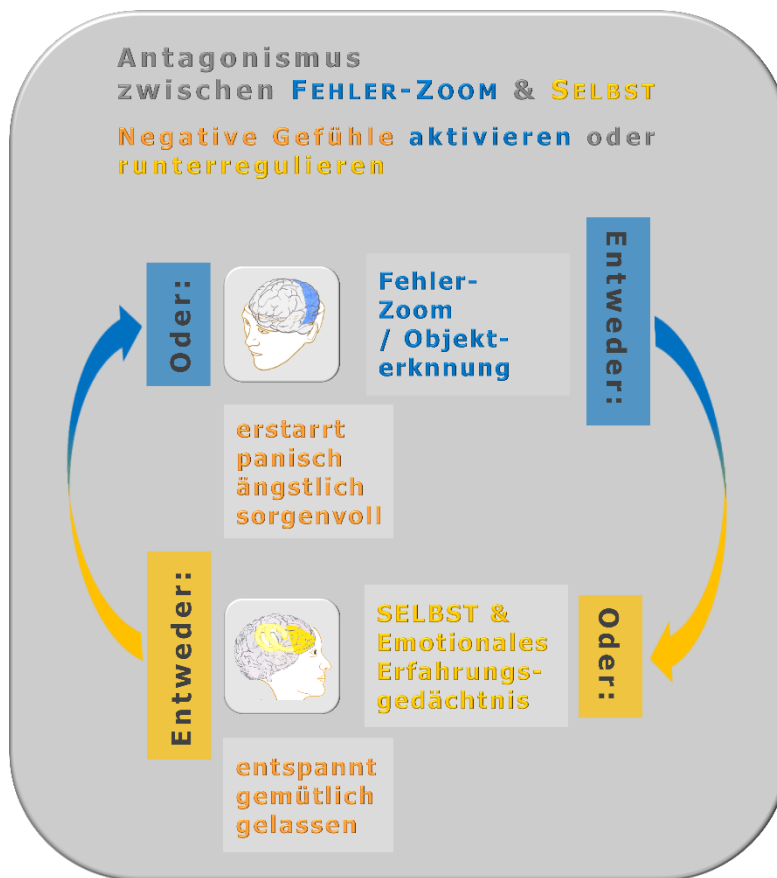 Antagonismus
zwischen FEHLER-ZOOM & SELBST
Negative Gefühle aktivieren oder
runterregulieren
Entweder:
Oder:
Fehler-
Zoom
/ Objekt-
erknnung
erstarrt
panisch
ängstlich
sorgenvoll
Entweder:
SELBST &
Emotionales
Erfahrungs-
gedächtnis
Oder:
entspannt
gemütlich
gelassen